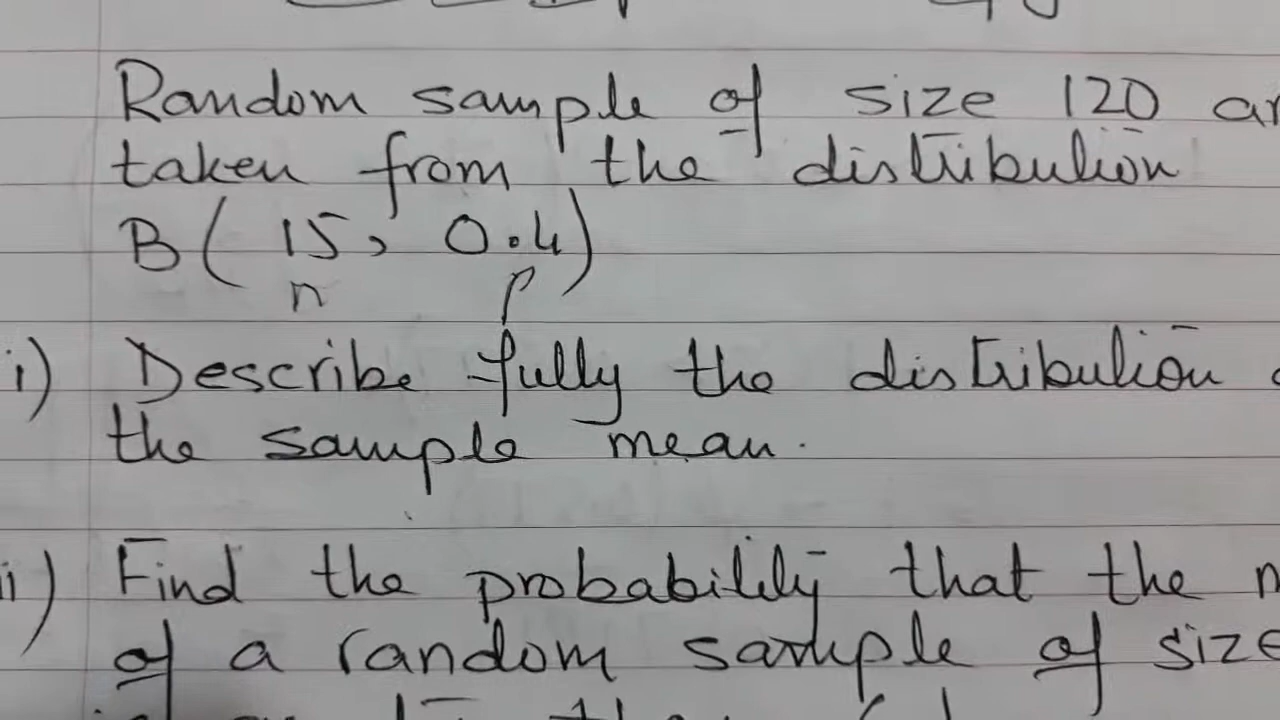 Random sample of size 120
taken from the distribution
B( 15, 0.4)
n p
i) Describe fully the distribution
the sample mean.
ii) Find the probability that the
of a random sample of size